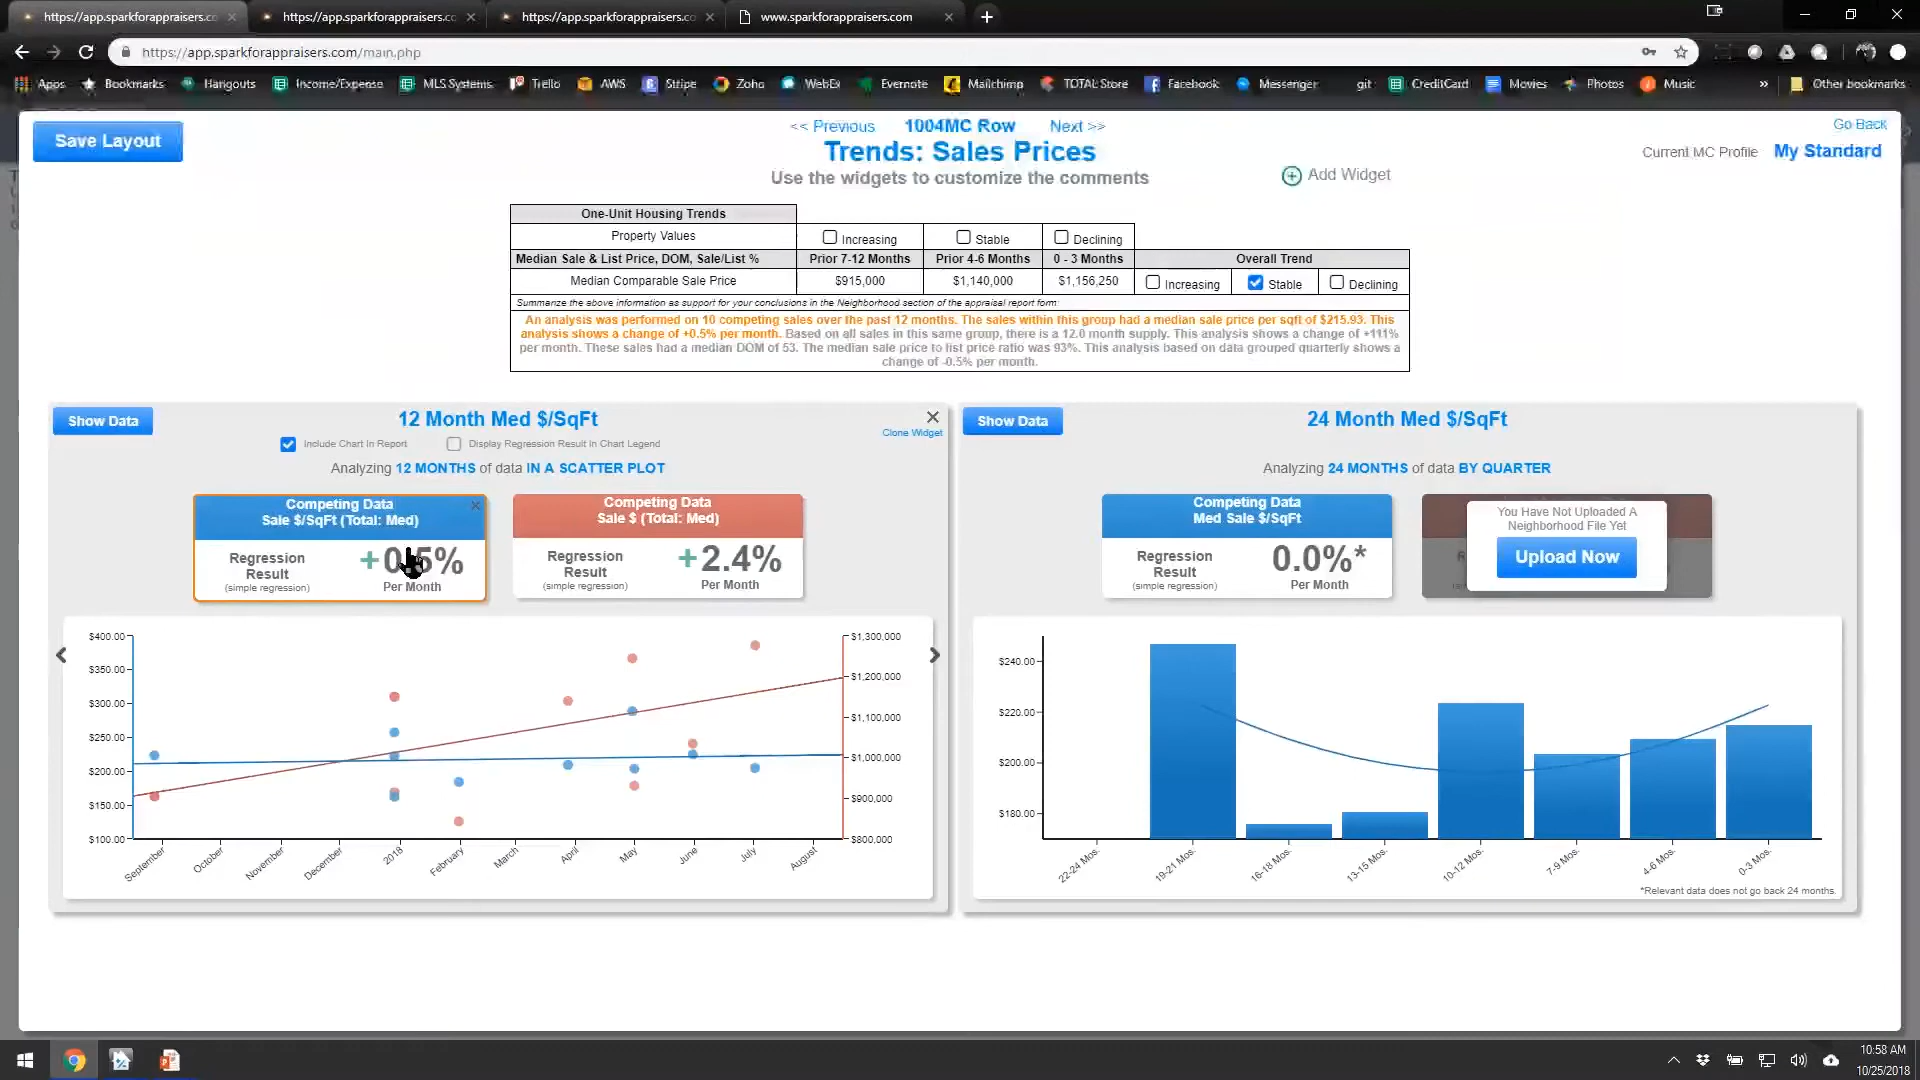 https://app.sparkforappraisers.co
https://app.sparkforappraisers.cc
https://app.sparkforappraisers.co
www.sparkforappraisers.com
https://app.sparkforappraisers.com/main.php
Apps
Bookmarks
Hangouts
Income/Expense
MLS Systems
Trello
AWS
Stripe
Zoho
WebEx
Evernote
Mailchimp
TOTAL Store
Facebook
Messenger
git
CreditCard
Movies
Photos
Music
»
Other bookmarks
Save Layout
<< Previous
1004MC Row
Next >>
Go Back
Trends: Sales Prices
Current MC Profile
My Standard
Use the widgets to customize the comments
Add Widget
One-Unit Housing Trends
Property Values
Increasing
Stable
Declining
Median Sale & List Price, DOM, Sale/List %
Prior 7-12 Months
Prior 4-6 Months
0 - 3 Months
Overall Trend
Median Comparable Sale Price
$915,000
$1,140,000
$1,156,250
Increasing
Stable
Declining
Summarize the above information as support for your conclusions in the Neighborhood section of the appraisal report form:
An analysis was performed on 10 competing sales over the past 12 months. The sales within this group had a median sale price per sqft of $215.93. This
analysis shows a change of +0.5% per month. Based on all sales in this same group, there is a 12.0 month supply. This analysis shows a change of +111%
per month. These sales had a median DOM of 53. The median sale price to list price ratio was 93%. This analysis based on data grouped quarterly shows a
change of -0.5% per month.
Show Data
12 Month Med $/SqFt
Clone Widget
Include Chart In Report
Display Regression Result In Chart Legend
Analyzing 12 MONTHS of data IN A SCATTER PLOT
Competing Data
Sale $/SqFt (Total: Med)
Regression
Result
(simple regression)
+0.5%
Per Month
Competing Data
Sale $ (Total: Med)
Regression
Result
(simple regression)
+2.4%
Per Month
$400.00
$350.00
$300.00
$250.00
$200.00
$150.00
$100.00
$1,300,000
$1,200,000
$1,100,000
$1,000,000
$900,000
$800,000
September
October
November
December
2018
February
March
April
May
June
July
August
Show Data
24 Month Med $/SqFt
Analyzing 24 MONTHS of data BY QUARTER
Competing Data
Med Sale $/SqFt
Regression
Result
(simple regression)
0.0%*
Per Month
You Have Not Uploaded A
Neighborhood File Yet
Upload Now
$240.00
$220.00
$200.00
$180.00
22-24 Mos.
19-21 Mos.
16-18 Mos.
13-15 Mos.
10-12 Mos.
7-9 Mos.
4-6 Mos.
0-3 Mos.
*Relevant data does not go back 24 months.
10:58 AM
10/25/2018